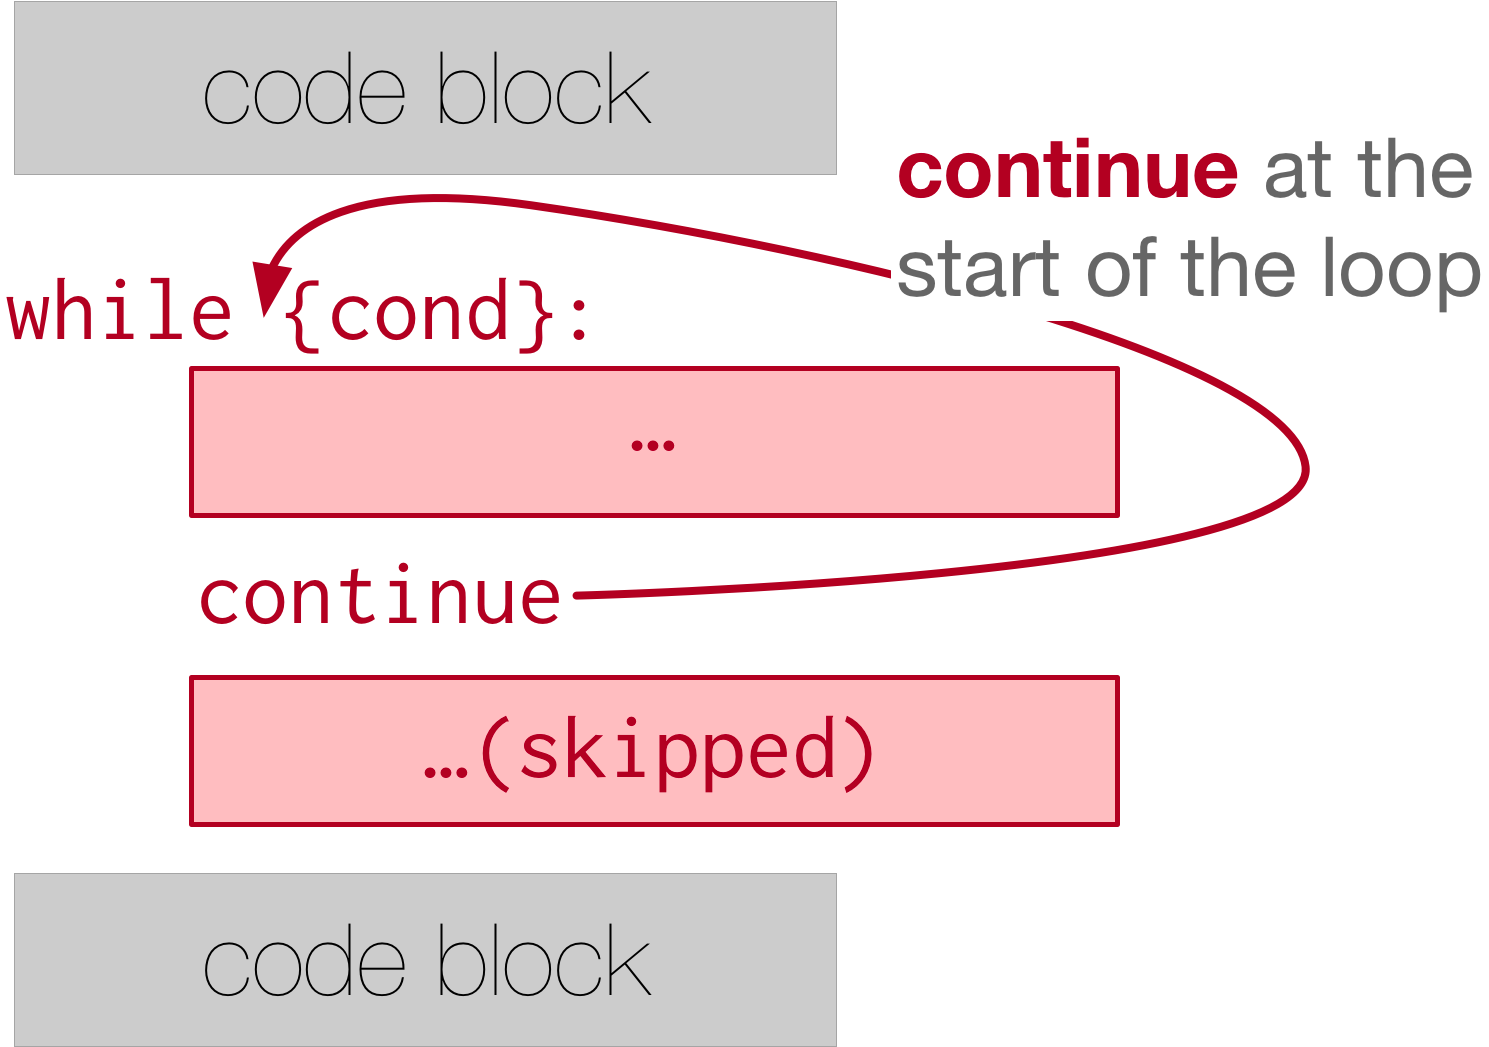 code block
continue at the
start of the loop
while {cond}:
…
continue
…(skipped)
code block